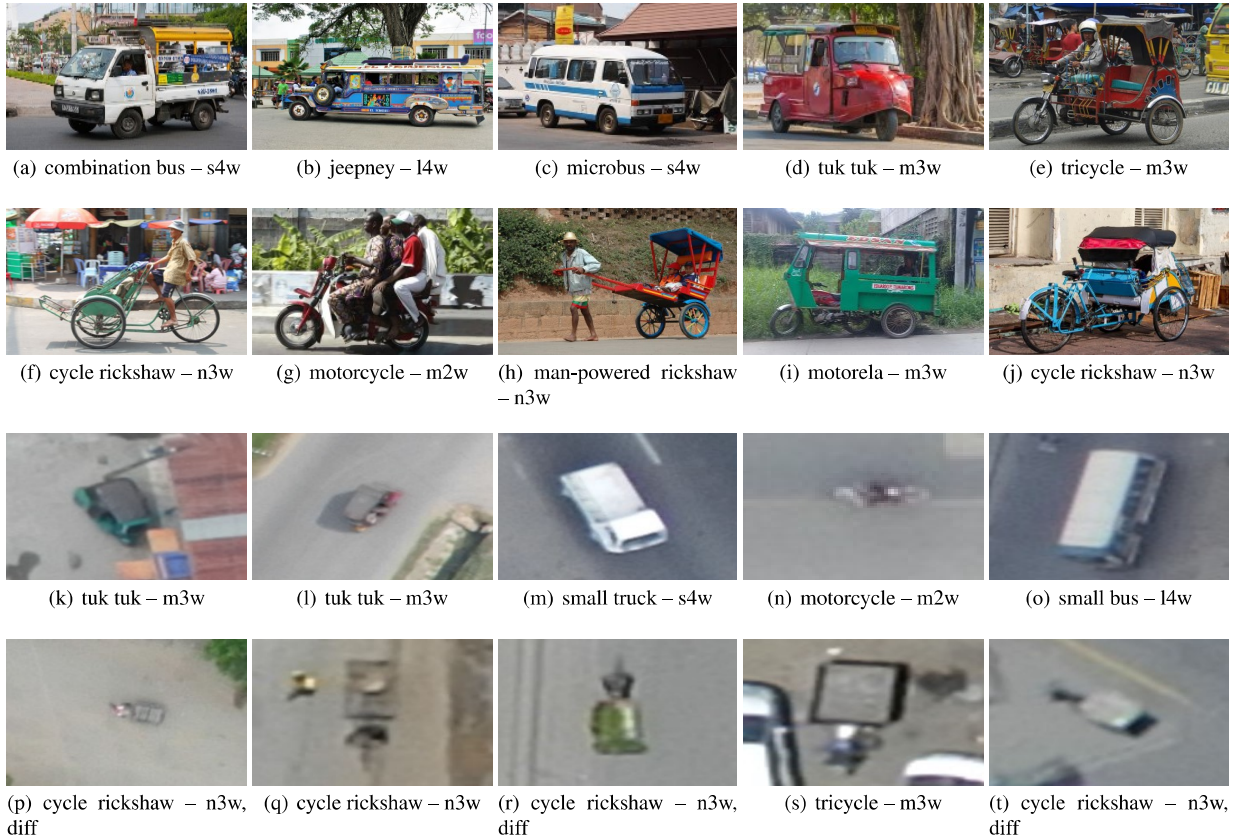 (a) combination bus – s4w
(b) jeepney – l4w
(c) microbus – s4w
(d) tuk tuk – m3w
(e) tricycle – m3w
(f) cycle rickshaw – n3w
(g) motorcycle – m2w
(h) man-powered rickshaw
– n3w
(i) motorela – m3w
(j) cycle rickshaw – n3w
(k) tuk tuk – m3w
(l) tuk tuk – m3w
(m) small truck – s4w
(n) motorcycle – m2w
(o) small bus – l4w
(p) cycle rickshaw – n3w,
diff
(q) cycle rickshaw – n3w
(r) cycle rickshaw – n3w,
diff
(s) tricycle – m3w
(t) cycle rickshaw – n3w,
diff